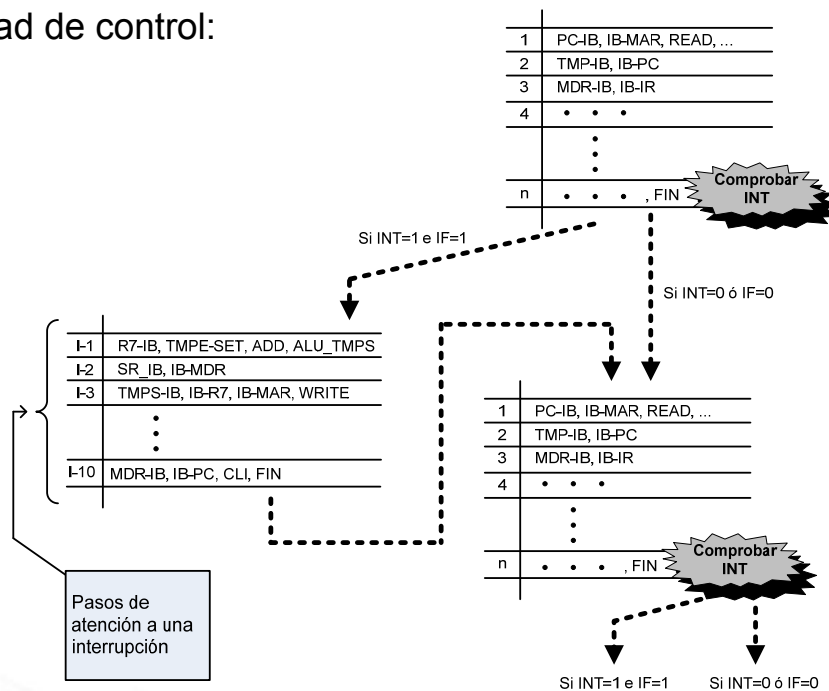 ad de control:
1 PC-IB, IB-MAR, READ, ...
2 TMP-IB, IB-PC
3 MDR-IB, IB-IR
4 • • •
n • • • , FIN
Comprobar
INT
Si INT=1 e IF=1
Si INT=0 ó IF=0
I-1 R7-IB, TMPE-SET, ADD, ALU_TMPS
I-2 SR_IB, IB-MDR
I-3 TMPS-IB, IB-R7, IB-MAR, WRITE
I-10 MDR-IB, IB-PC, CLI, FIN
Pasos de
atención a una
interrupción
1 PC-IB, IB-MAR, READ, ...
2 TMP-IB, IB-PC
3 MDR-IB, IB-IR
4 • • •
n • • • , FIN
Comprobar
INT
Si INT=1 e IF=1 Si INT=0 ó IF=0